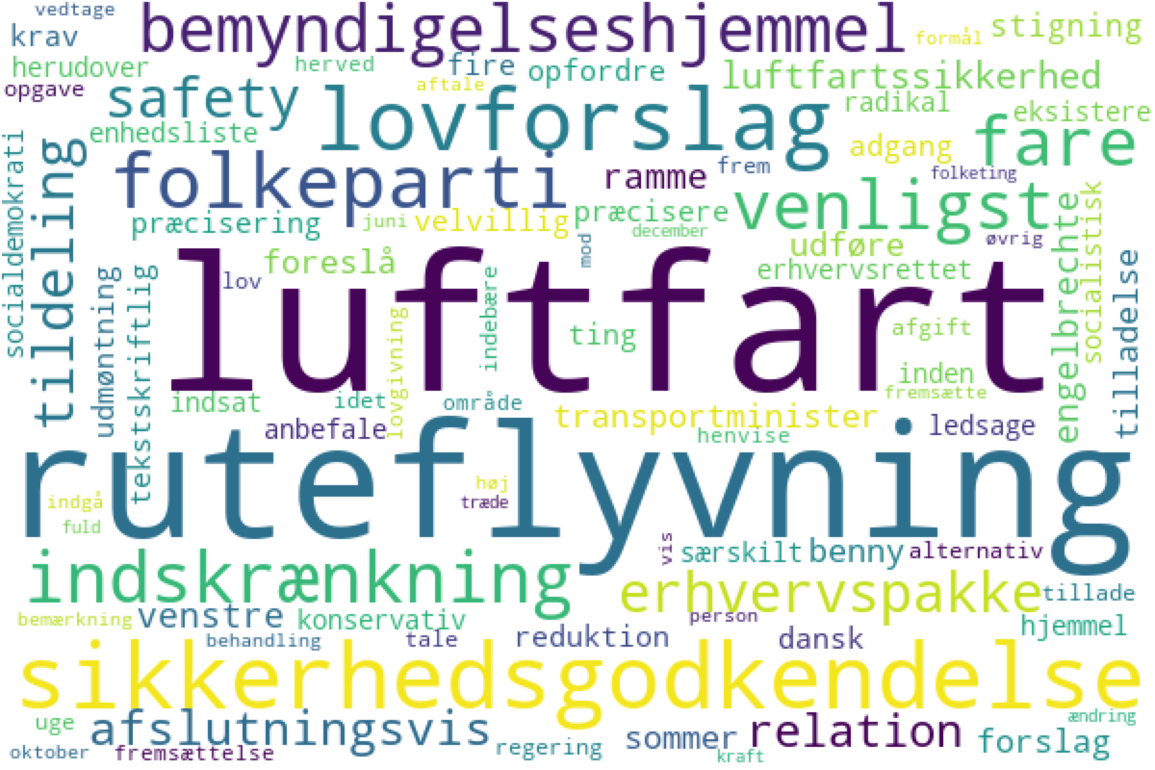 vedtage
bemyndigelseshjemmel
formål
stigning
krav
herudover
herved
fire
opfordre
luftfartssikkerhed
opgave
safety
aftale
lovforslag
radikal
eksistere
enhedsliste
adgang
fare
socialdemokrati
tildeling
folkeparti
ramme
frem
folketing
præcisering
juni
velvillig
præcisere
december
venligst
engelbrechte
socialistisk
udmøntning
tekstskriftlig
lov
foreslå
indebære
mod
udføre
øvrig
erhvervsrettet
tilladelse
luftfart
lovgivning
ting
afgift
inden
fremsætte
indsat
idet
område
anbefale
transportminister
henvise
ledsage
ruteflyvning
indgå
fuld
høj
træde
vis
særskilt
benny
alternativ
indskrænkning
erhvervspakke
tillade
bemærkning
venstre
konservativ
person
hjemmel
behandling
tale
reduktion
dansk
sikkerhedsgodkendelse
uge
afslutningsvis
relation
ændring
oktober
fremsættelse
regering
sommer
kraft
forslag